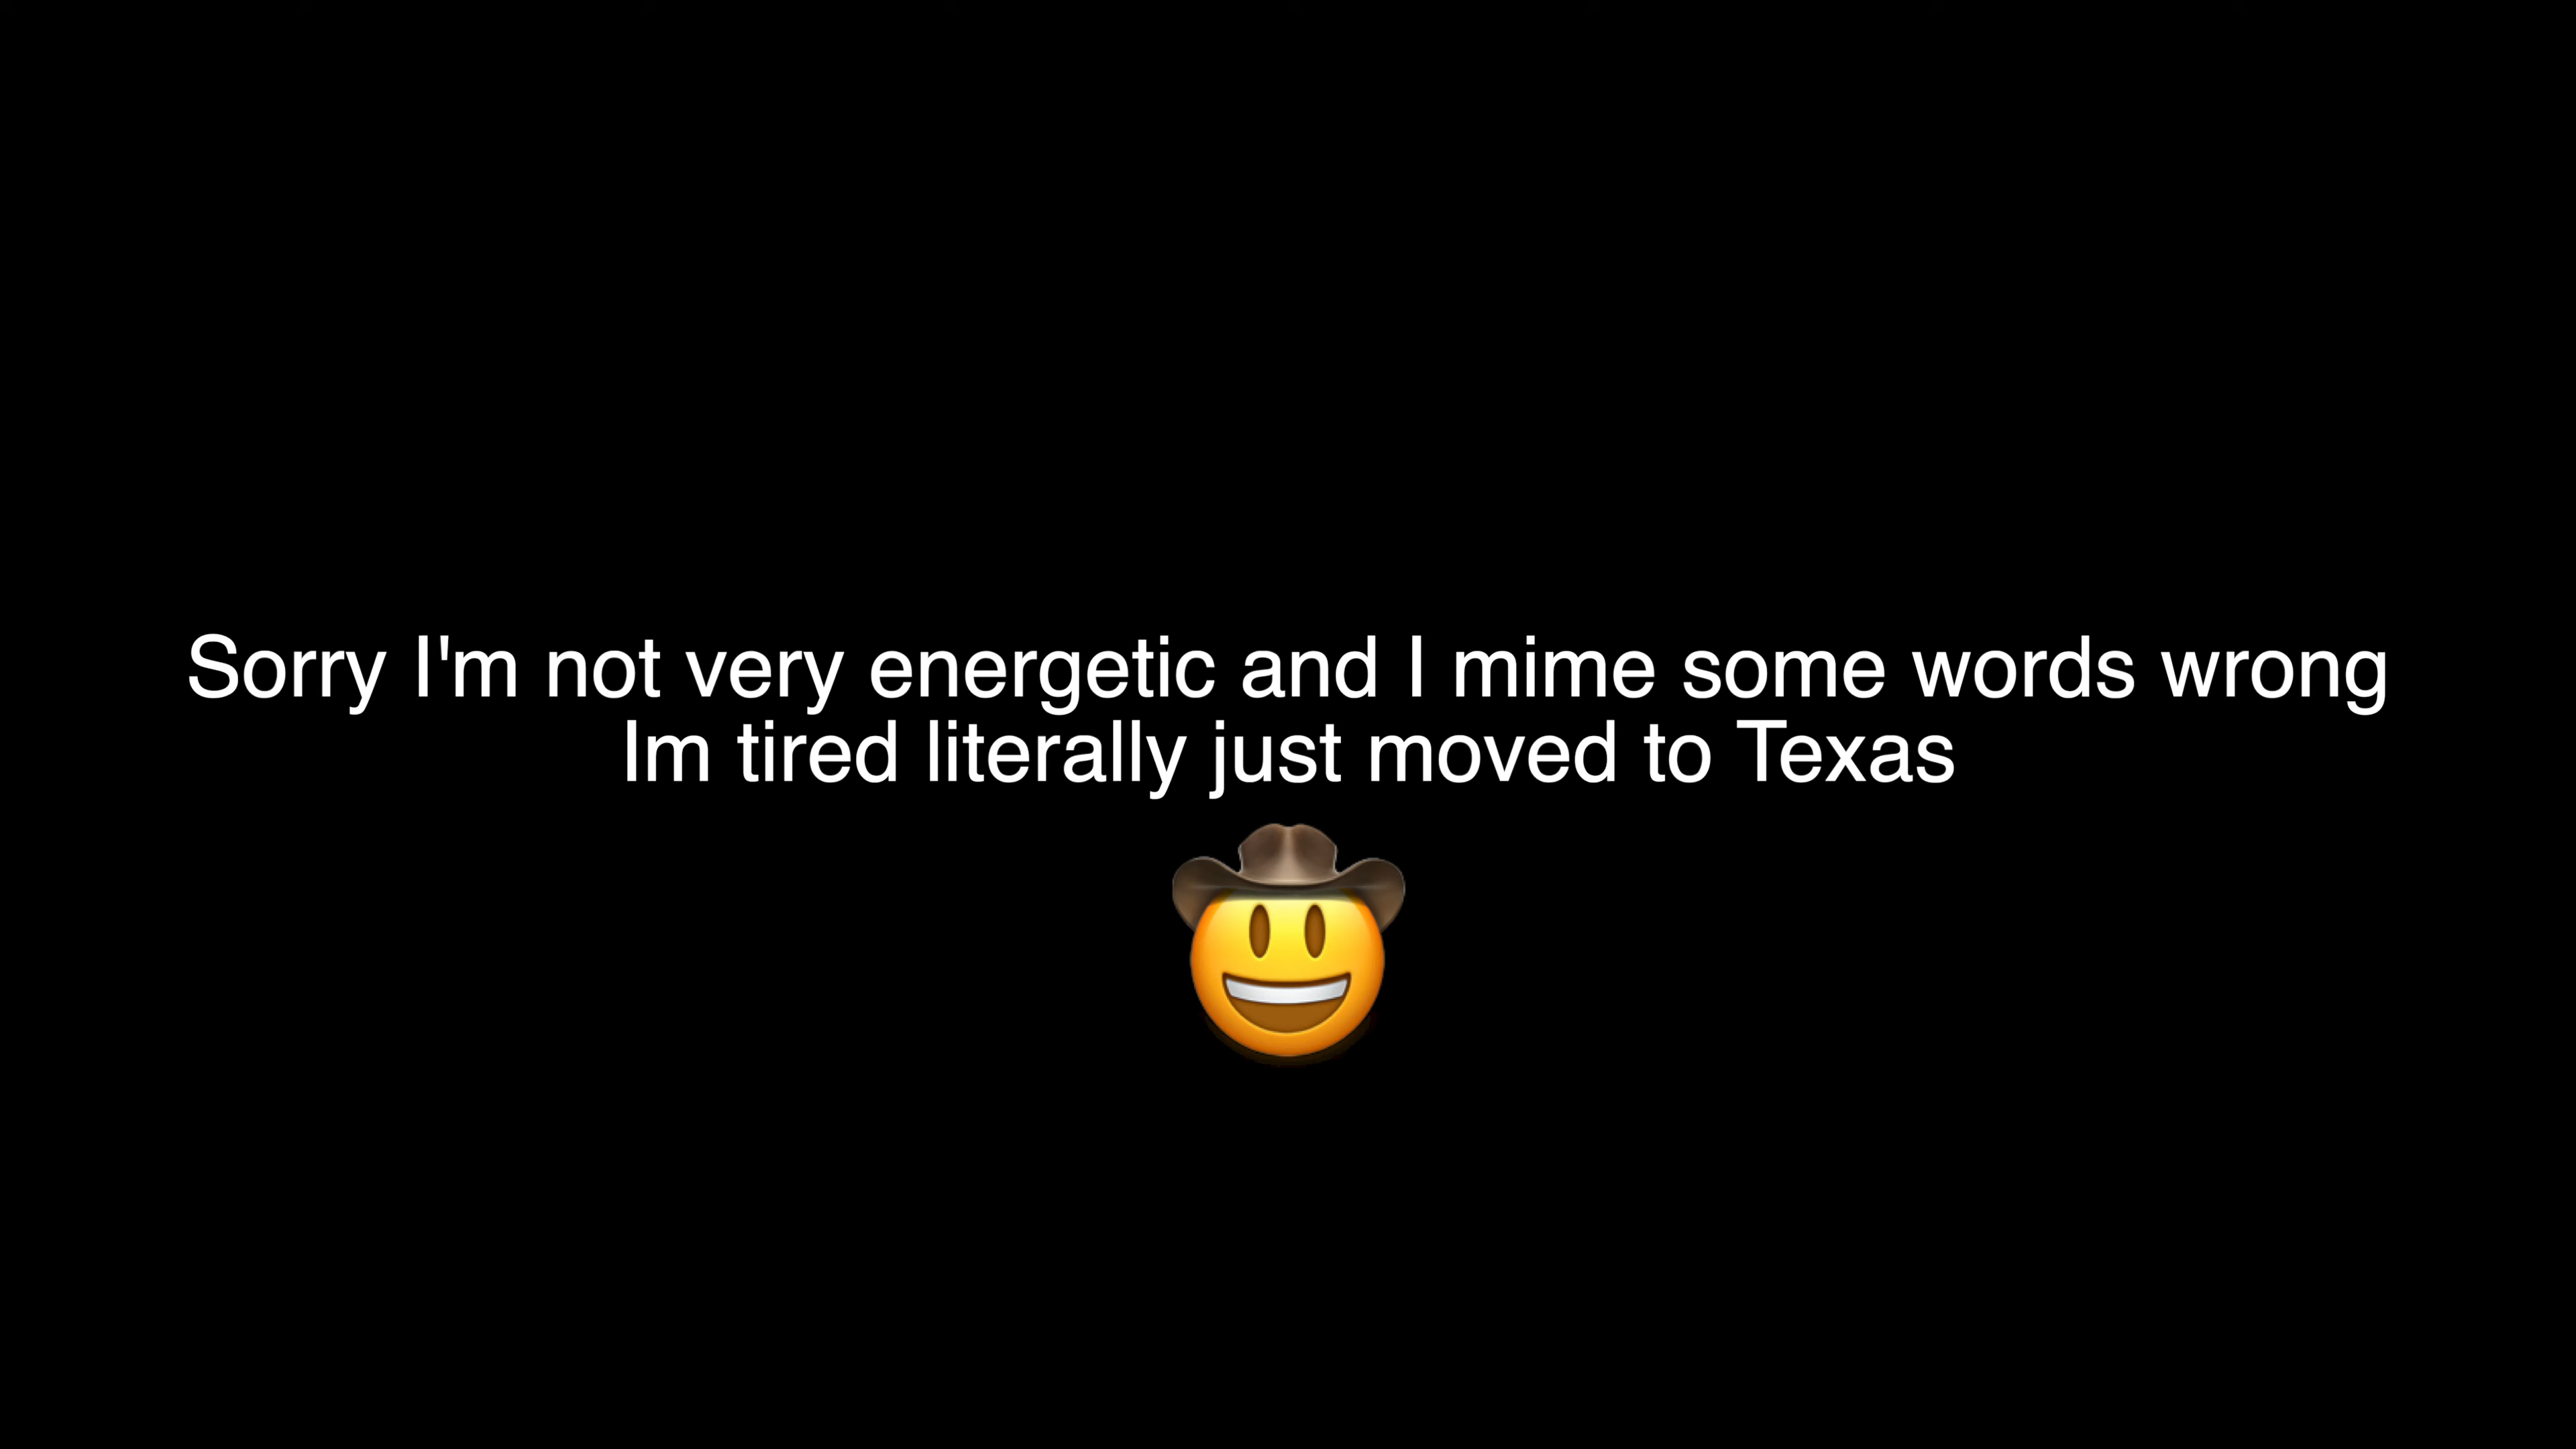 Sorry I'm not very energetic and I mime some words wrong
Im tired literally just moved to Texas